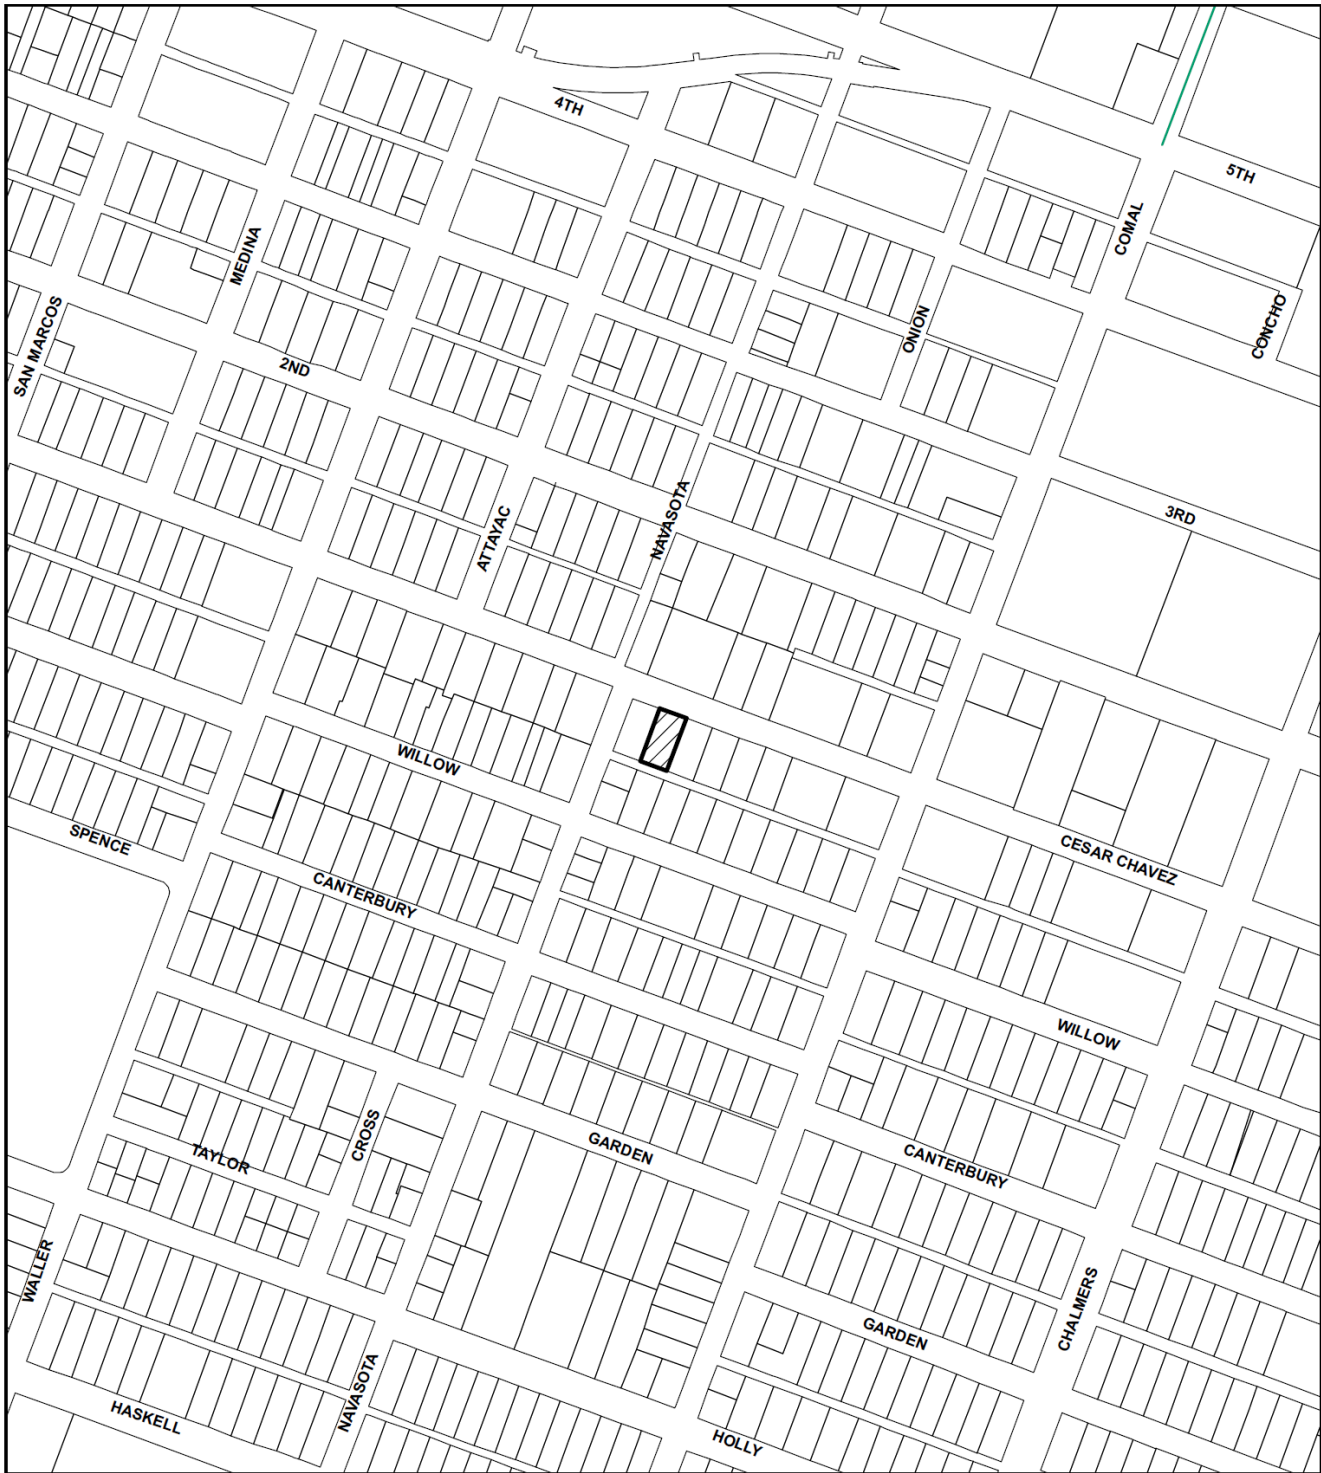 4TH
5TH
COMAL
MEDINA
CONCHO
ONION
SAN MARCOS
2ND
NAVASOTA
3RD
ATTAYAC
WILLOW
SPENCE
CESAR CHAVEZ
CANTERBURY
WILLOW
CROSS
GARDEN
TAYLOR
CANTERBURY
WALLER
CHALMERS
GARDEN
NAVASOTA
HASKELL
HOLLY